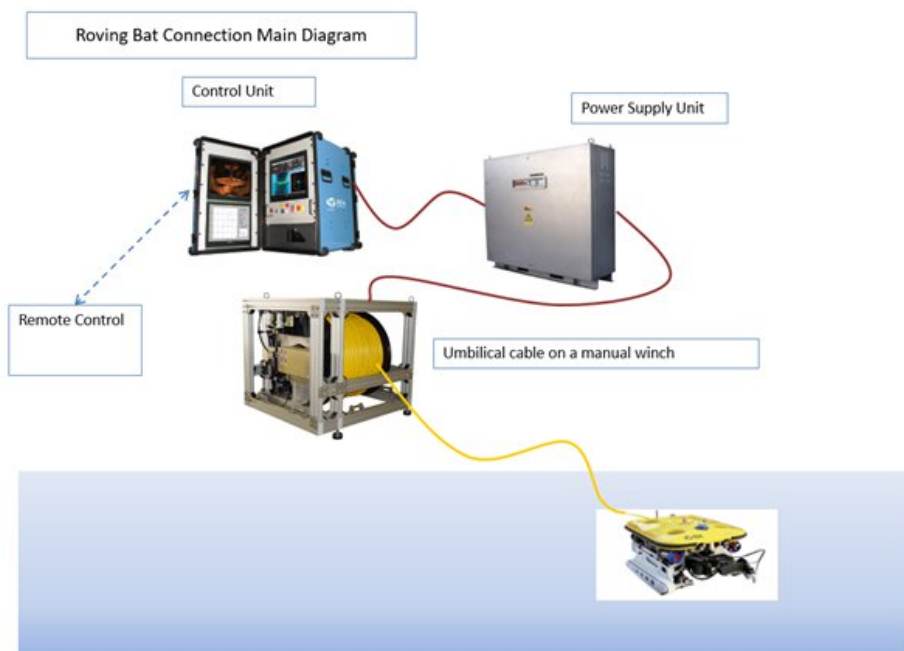 Roving Bat Connection Main Diagram
Control Unit
Power Supply Unit
Remote Control
Umbilical cable on a manual winch